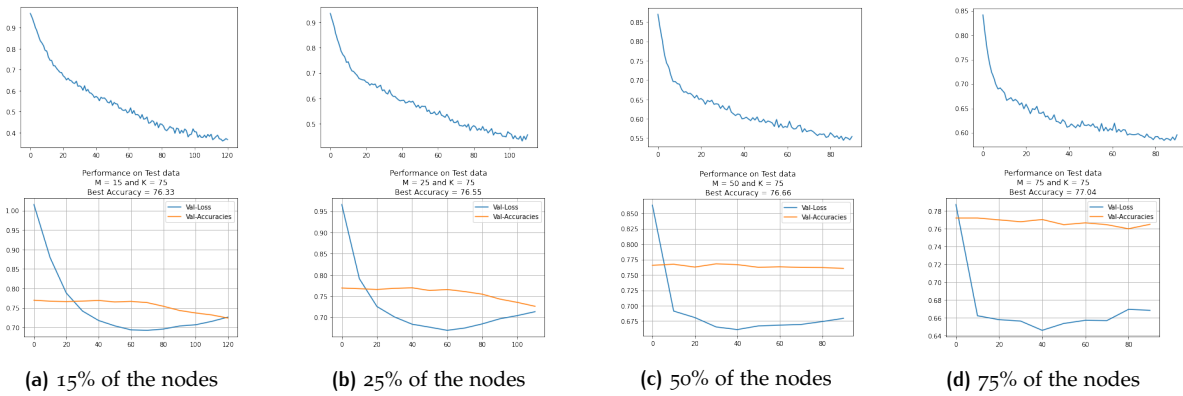 0.9
0.8
0.7
0.6
0.5
0.4
0 20 40 60 80 100 120
Performance on Test data
M = 15 and K = 75
Best Accuracy = 76.33
1.00
0.95
0.90
0.85
0.80
0.75
0.70
Val-Loss
Val-Accuracies
0 20 40 60 80 100 120
(a) 15% of the nodes
0.9
0.8
0.7
0.6
0.5
0 20 40 60 80 100
Performance on Test data
M = 25 and K = 75
Best Accuracy = 76.55
0.95
0.90
0.85
0.80
0.75
0.70
Val-Loss
Val-Accuracies
0 20 40 60 80 100
(b) 25% of the nodes
0.85
0.80
0.75
0.70
0.65
0.60
0.55
0 20 40 60 80
Performance on Test data
M = 50 and K = 75
Best Accuracy = 76.66
0.850
0.825
0.800
0.775
0.750
0.725
0.700
0.675
Val-Loss
Val-Accuracies
0 20 40 60 80
(c) 50% of the nodes
0.85
0.80
0.75
0.70
0.65
0.60
0 20 40 60 80
Performance on Test data
M = 75 and K = 75
Best Accuracy = 77.04
0.78
0.76
0.74
0.72
0.70
0.68
0.66
0.64
Val-Loss
Val-Accuracies
0 20 40 60 80
(d) 75% of the nodes